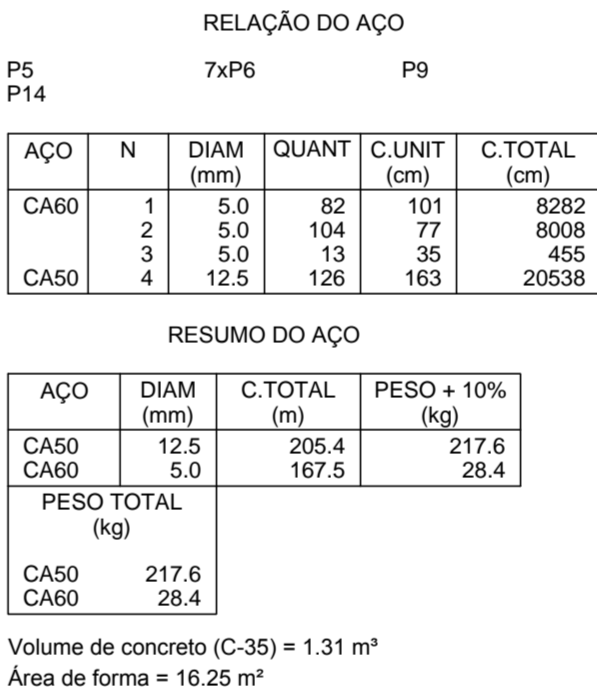 RELAÇÃO DO AÇO
P5 7xP6 P9
P14
AÇO N DIAM QUANT C.UNIT C.TOTAL
(mm) (cm) (cm)
CA60 1 5.0 82 101 8282
2 5.0 104 77 8008
3 5.0 13 35 455
CA50 4 12.5 126 163 20538
RESUMO DO AÇO
AÇO DIAM C.TOTAL PESO + 10%
(mm) (m) (kg)
CA50 12.5 205.4 217.6
CA60 5.0 167.5 28.4
PESO TOTAL
(kg)
CA50 217.6
CA60 28.4
Volume de concreto (C-35) = 1.31 m³
Área de forma = 16.25 m²